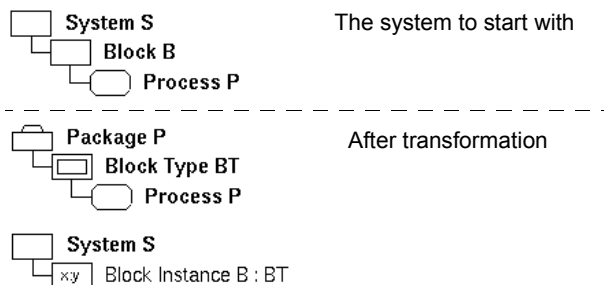 System S
The system to start with
Block B
Process P
Package P
After transformation
Block Type BT
Process P
System S
x:y Block Instance B : BT